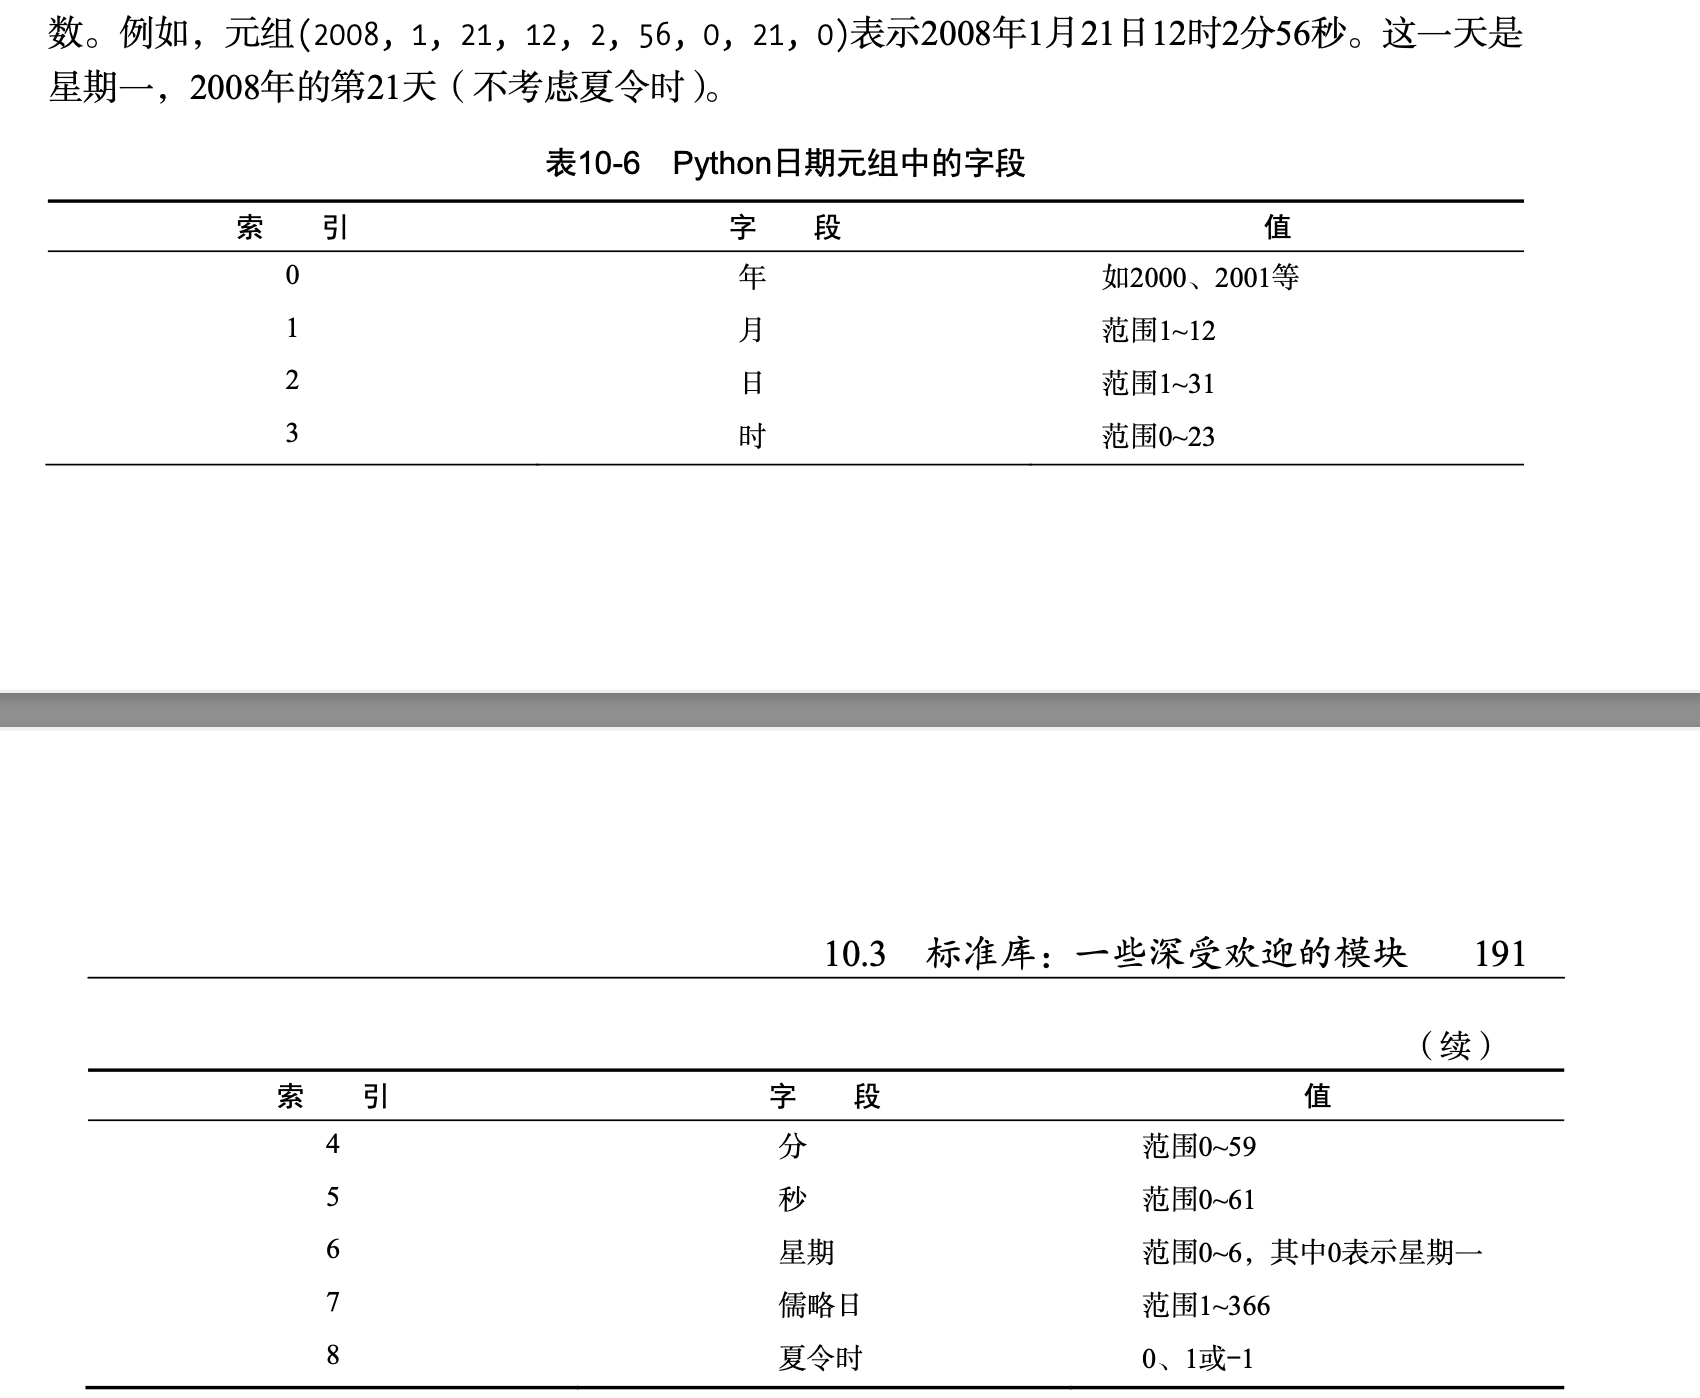 数。例如，元组(2008, 1, 21, 12, 2, 56, 0, 21, 0)表示2008年1月21日12时2分56秒。这一天是
星期一，2008年的第21天（不考虑夏令时）。
表10-6 Python日期元组中的字段
索 引 字 段 值
0 年 如2000、2001等
1 月 范围1~12
2 日 范围1~31
3 时 范围0~23
10.3 标准库：一些深受欢迎的模块 191
（续）
索 引 字 段 值
4 分 范围0~59
5 秒 范围0~61
6 星期 范围0~6，其中0表示星期一
7 儒略日 范围1~366
8 夏令时 0、1或-1